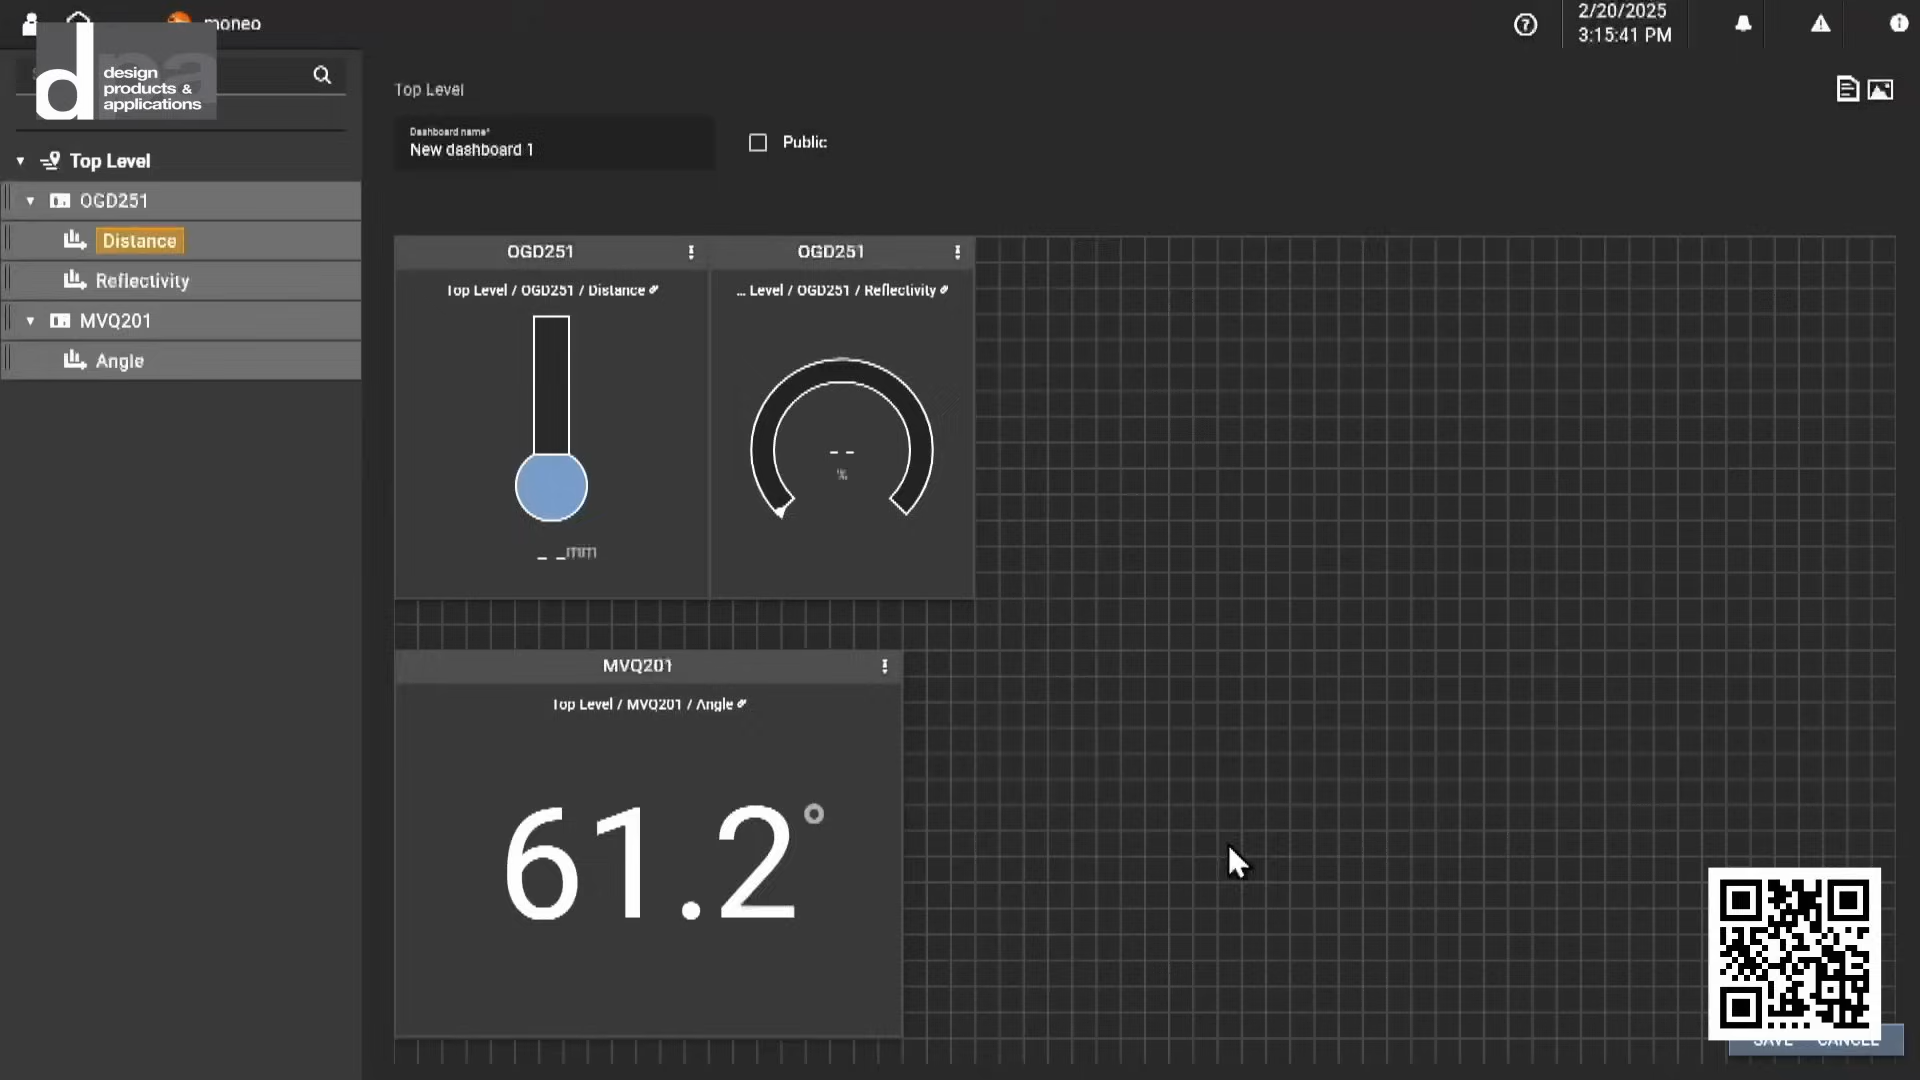 moneo
2/20/2025
3:15:41 PM
design
products &
applications
Top Level
Dashboard name*
New dashboard 1
Public
Top Level
OGD251
Distance
Reflectivity
MVQ201
Angle
OGD251
OGD251
Top Level / OGD251 / Distance
... Level / OGD251 / Reflectivity
-- %
_ _mm
MVQ201
Top Level / MVQ201 / Angle
61.2°
SAVE CANCEL